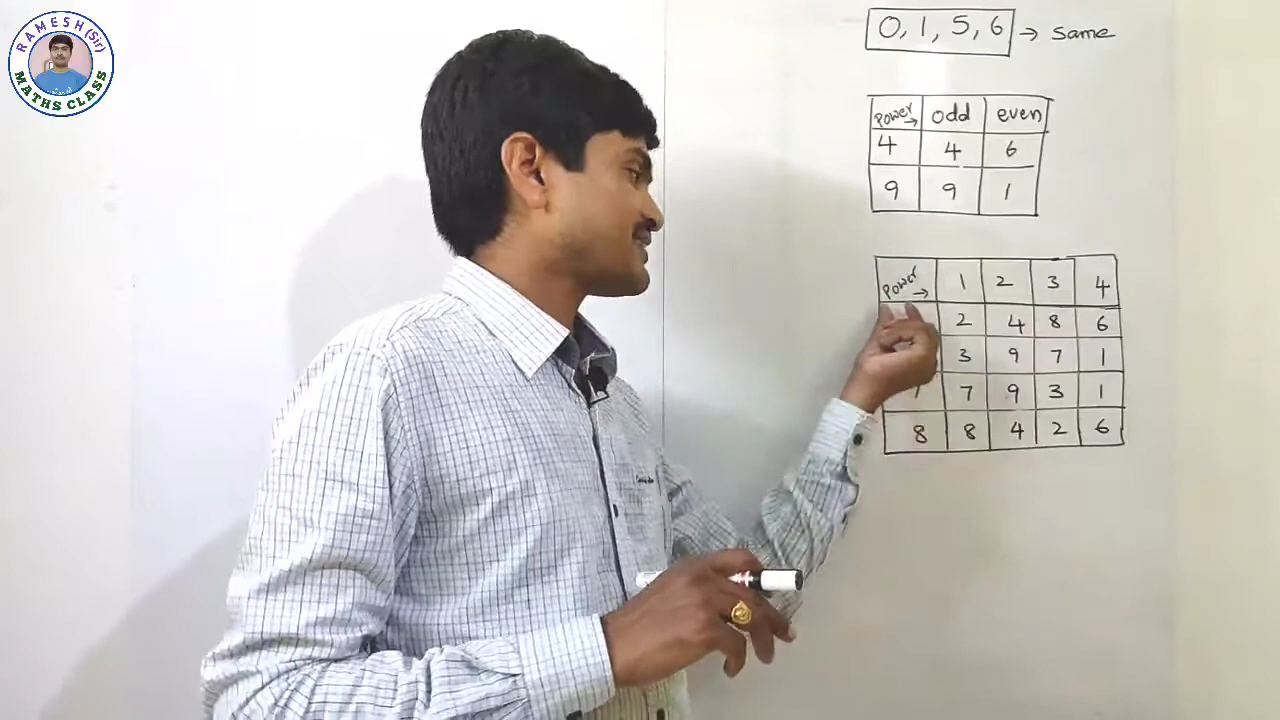 RAMESH (Sir)
MATHS CLASS
0, 1, 5, 6 → same
power → odd even
4 4 6
9 9 1
power → 1 2 3 4
2 4 8 6
3 9 7 1
7 9 3 1
8 8 4 2 6